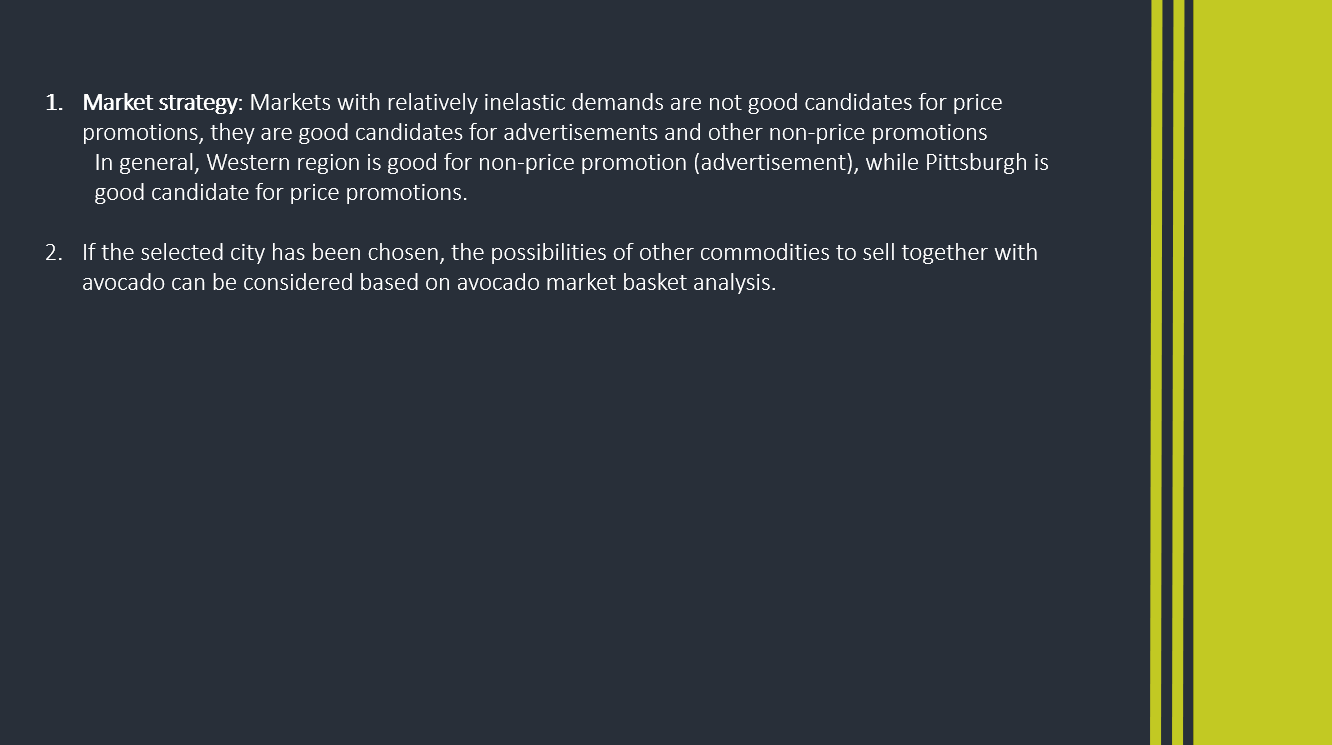 1. Market strategy: Markets with relatively inelastic demands are not good candidates for price
promotions, they are good candidates for advertisements and other non-price promotions
In general, Western region is good for non-price promotion (advertisement), while Pittsburgh is
good candidate for price promotions.
2. If the selected city has been chosen, the possibilities of other commodities to sell together with
avocado can be considered based on avocado market basket analysis.